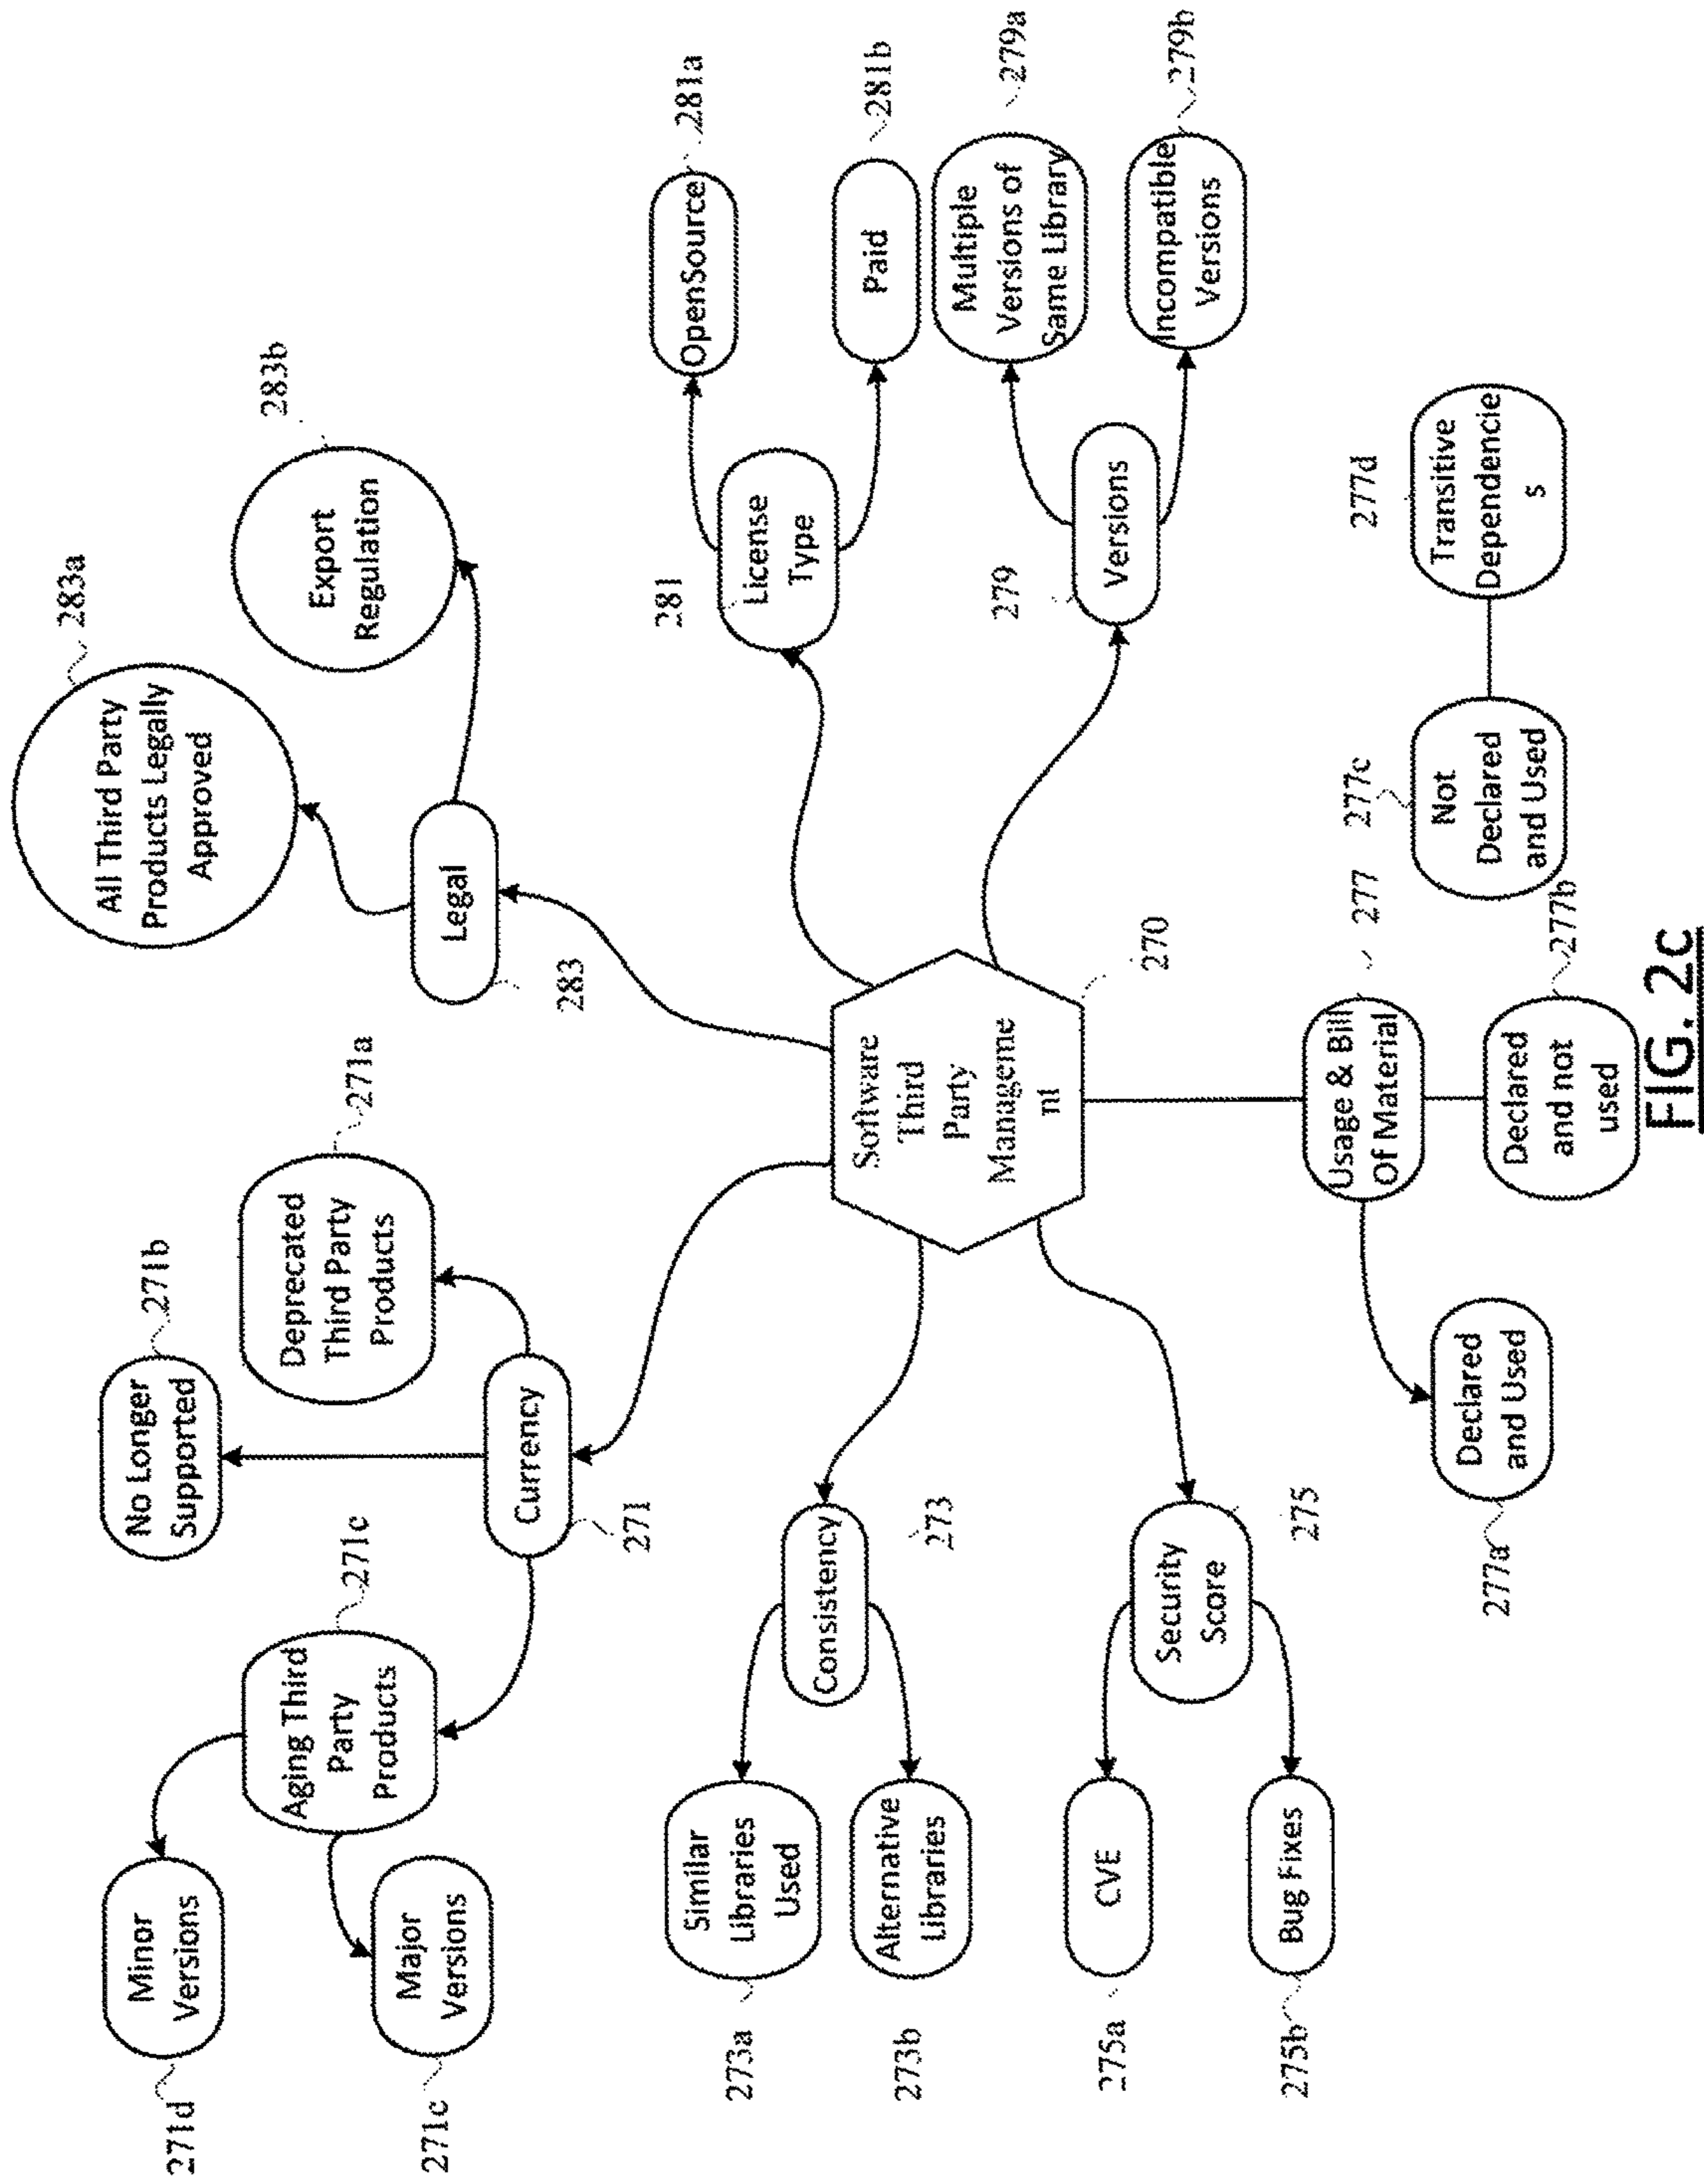 271d
Minor
Versions
271c
Major
Versions
Aging Third
Party
Products
271c
No Longer
Supported
271b
Deprecated
Third Party
Products
271a
Currency
271
All Third Party
Products Legally
Approved
283a
Export
Regulation
283b
Legal
283
273a
Similar
Libraries
Used
273b
Alternative
Libraries
Consistency
273
Software
Third
Party
Manageme
nt
270
281
License
Type
OpenSource
281a
Paid
281b
279
Versions
Multiple
Versions of
Same Library
279a
Incompatible
Versions
279b
275a
CVE
275b
Bug Fixes
Security
Score
275
Usage & Bill
Of Material
277
277a
Declared
and Used
Declared
and not
used
277b
277c
Not
Declared
and Used
277d
Transitive
Dependencie
s
FIG. 2c